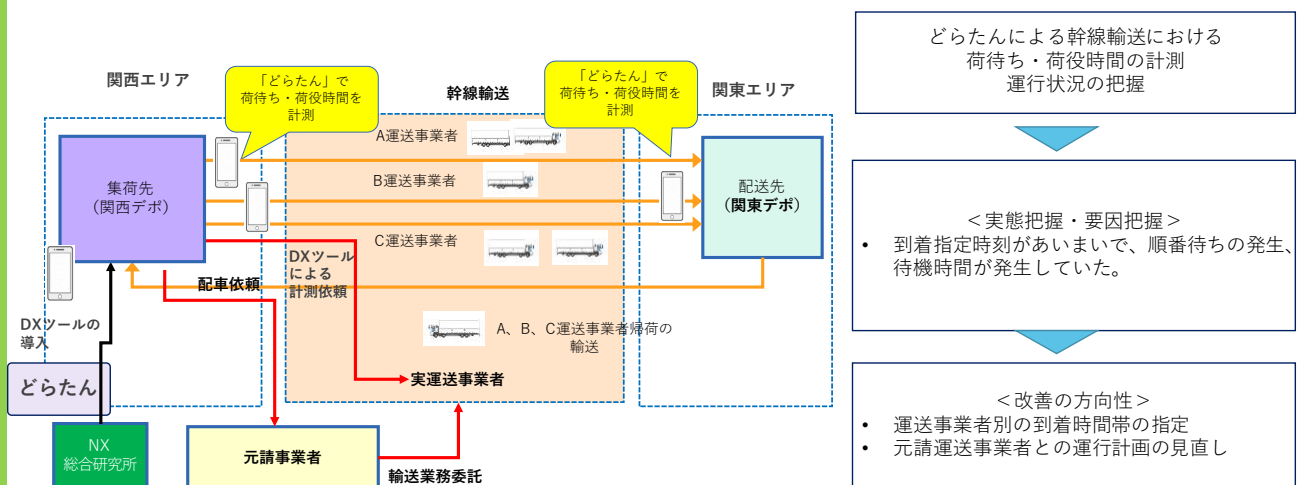 関西エリア
「どらたん」で
荷待ち・荷役時間を
計測
幹線輸送
「どらたん」で
荷待ち・荷役時間を
計測
関東エリア
A運送事業者
集荷先
（関西デポ）
B運送事業者
配送先
（関東デポ）
C運送事業者
DXツール
による
計測依頼
配車依頼
DXツールの
導入
A、B、C運送事業者帰荷の
輸送
どらたん
実運送事業者
NX
総合研究所
元請事業者
輸送業務委託
どらたんによる幹線輸送における
荷待ち・荷役時間の計測
運行状況の把握
＜実態把握・要因把握＞
• 到着指定時刻があいまいで、順番待ちの発生、
待機時間が発生していた。
＜改善の方向性＞
• 運送事業者別の到着時間帯の指定
• 元請運送事業者との運行計画の見直し